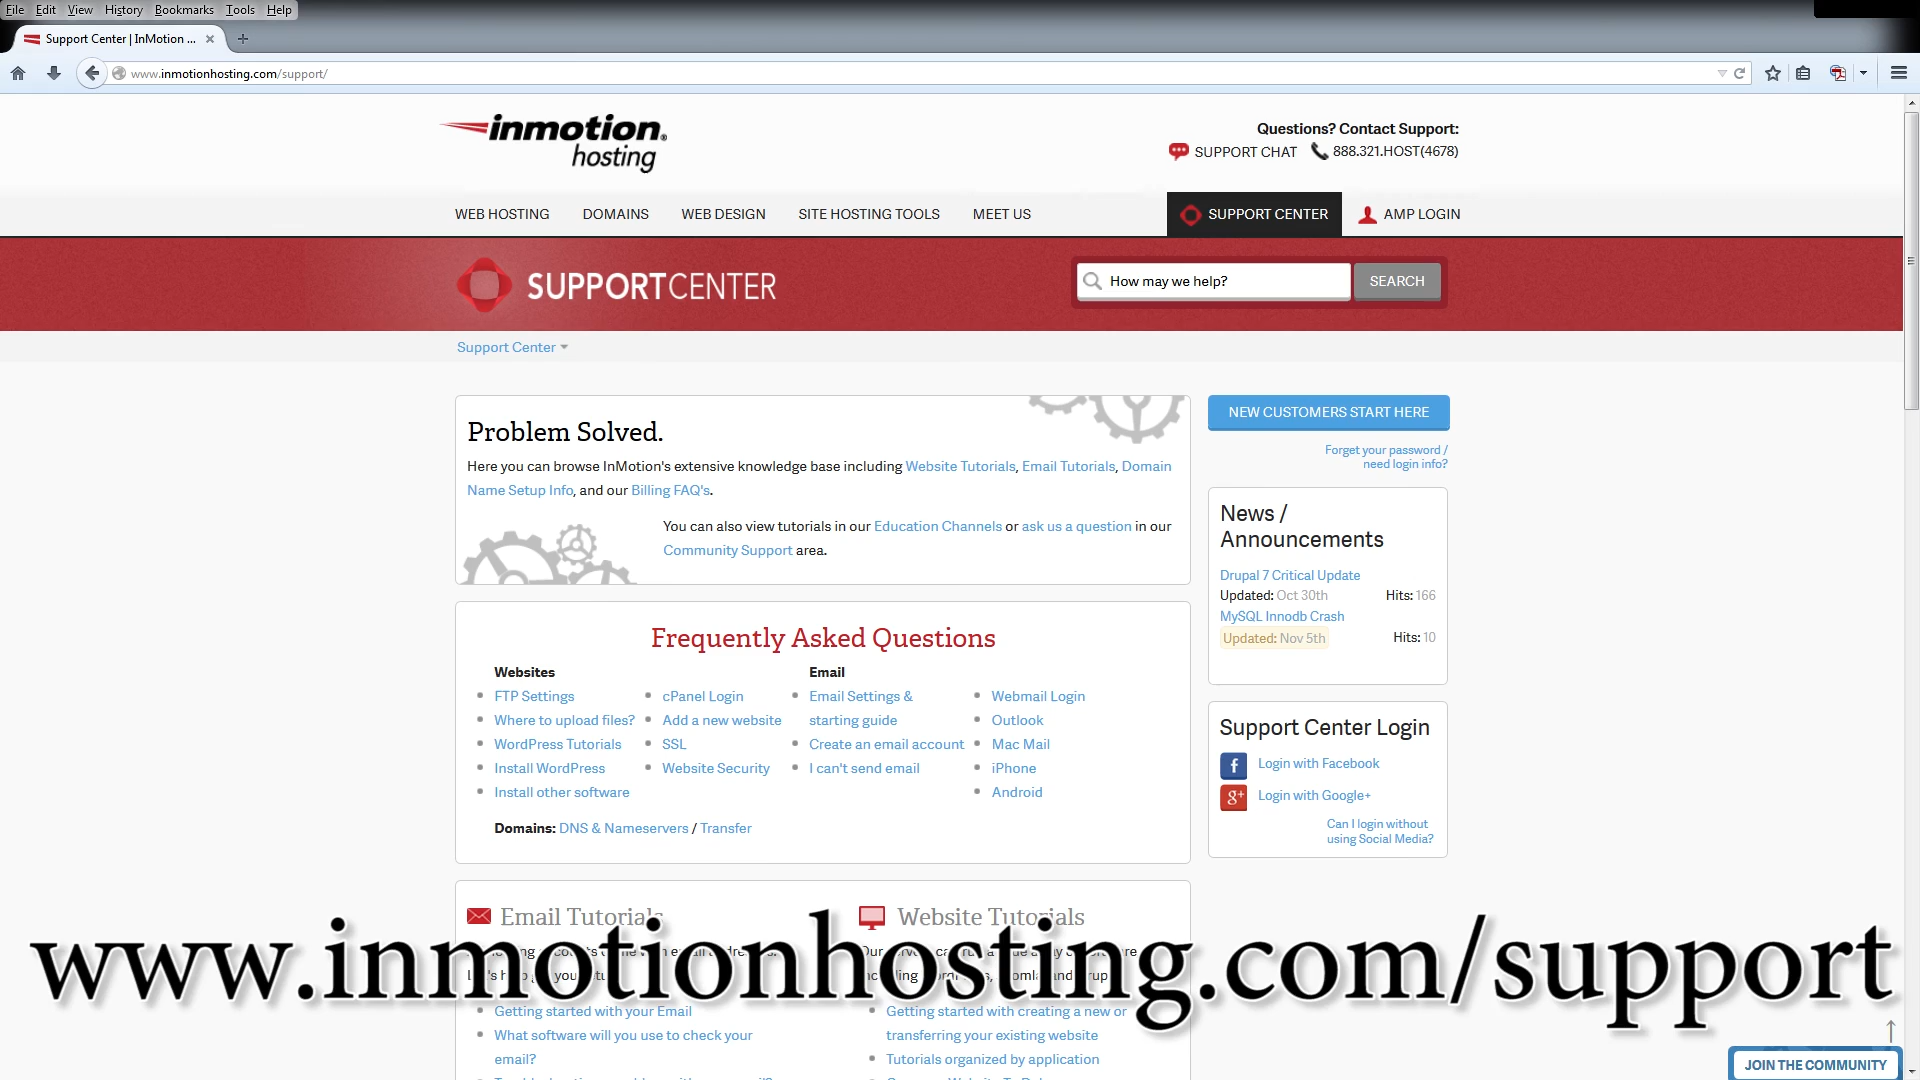 File Edit View History Bookmarks Tools Help
Support Center | InMotion ...
www.inmotionhosting.com/support/
inmotion®
hosting
Questions? Contact Support:
SUPPORT CHAT 888.321.HOST(4678)
WEB HOSTING DOMAINS WEB DESIGN SITE HOSTING TOOLS MEET US SUPPORT CENTER AMP LOGIN
SUPPORTCENTER
How may we help? SEARCH
Support Center
Problem Solved.
Here you can browse InMotion's extensive knowledge base including Website Tutorials, Email Tutorials, Domain
Name Setup Info, and our Billing FAQ's.
You can also view tutorials in our Education Channels or ask us a question in our
Community Support area.
NEW CUSTOMERS START HERE
Forget your password /
need login info?
News /
Announcements
Drupal 7 Critical Update
Updated: Oct 30th Hits: 166
MySQL Innodb Crash
Updated: Nov 5th Hits: 10
Frequently Asked Questions
Websites Email
FTP Settings cPanel Login Email Settings & Webmail Login
Where to upload files? Add a new website starting guide Outlook
WordPress Tutorials SSL Create an email account Mac Mail
Install WordPress Website Security I can't send email iPhone
Install other software Android
Domains: DNS & Nameservers / Transfer
Support Center Login
f Login with Facebook
g+ Login with Google+
Can I login without
using Social Media?
Email Tutorials Website Tutorials
www.inmotionhosting.com/support
Getting started with your Email
What software will you use to check your
email?
Getting started with creating a new or
transferring your existing website
Tutorials organized by application
JOIN THE COMMUNITY